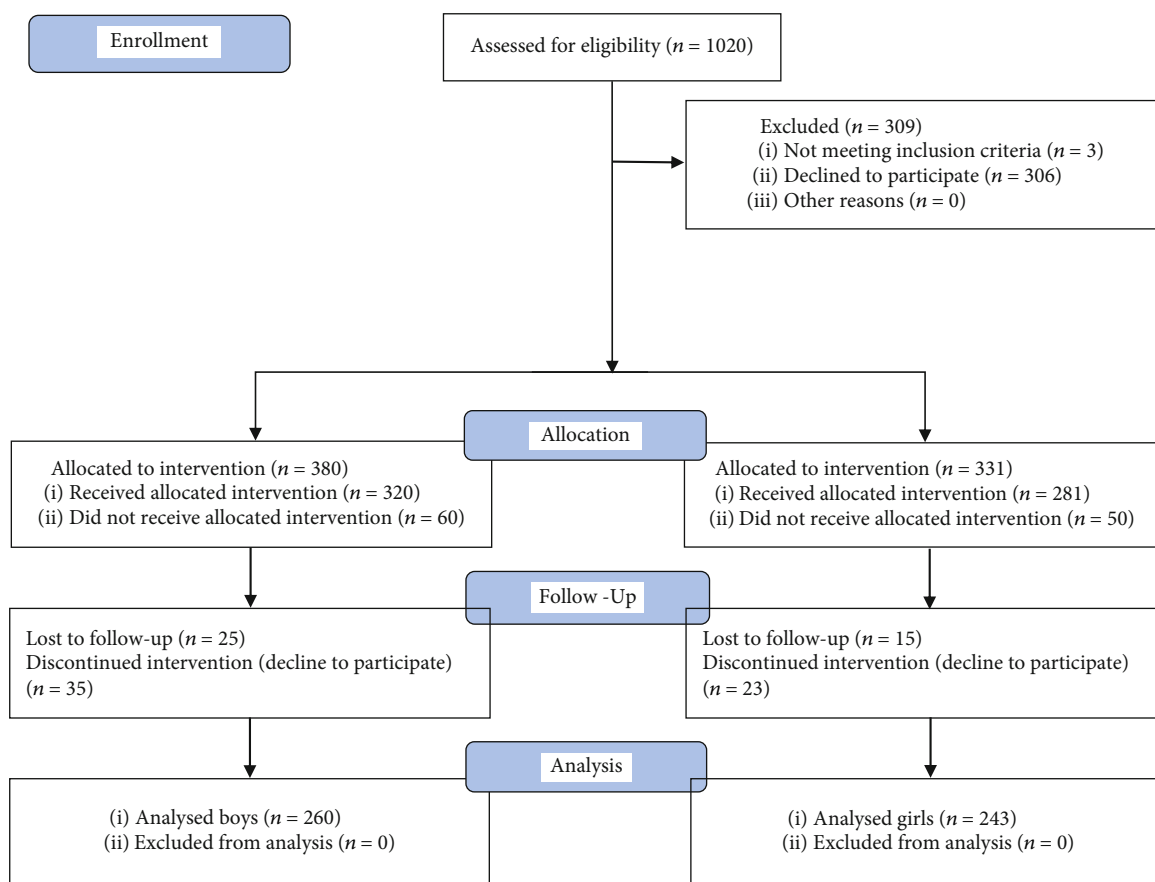 Enrollment
Assessed for eligibility (n = 1020)
Excluded (n = 309)
(i) Not meeting inclusion criteria (n = 3)
(ii) Declined to participate (n = 306)
(iii) Other reasons (n = 0)
Allocation
Allocated to intervention (n = 380)
(i) Received allocated intervention (n = 320)
(ii) Did not receive allocated intervention (n = 60)
Allocated to intervention (n = 331)
(i) Received allocated intervention (n = 281)
(ii) Did not receive allocated intervention (n = 50)
Follow -Up
Lost to follow-up (n = 25)
Discontinued intervention (decline to participate)
(n = 35)
Lost to follow-up (n = 15)
Discontinued intervention (decline to participate)
(n = 23)
Analysis
(i) Analysed boys (n = 260)
(ii) Excluded from analysis (n = 0)
(i) Analysed girls (n = 243)
(ii) Excluded from analysis (n = 0)